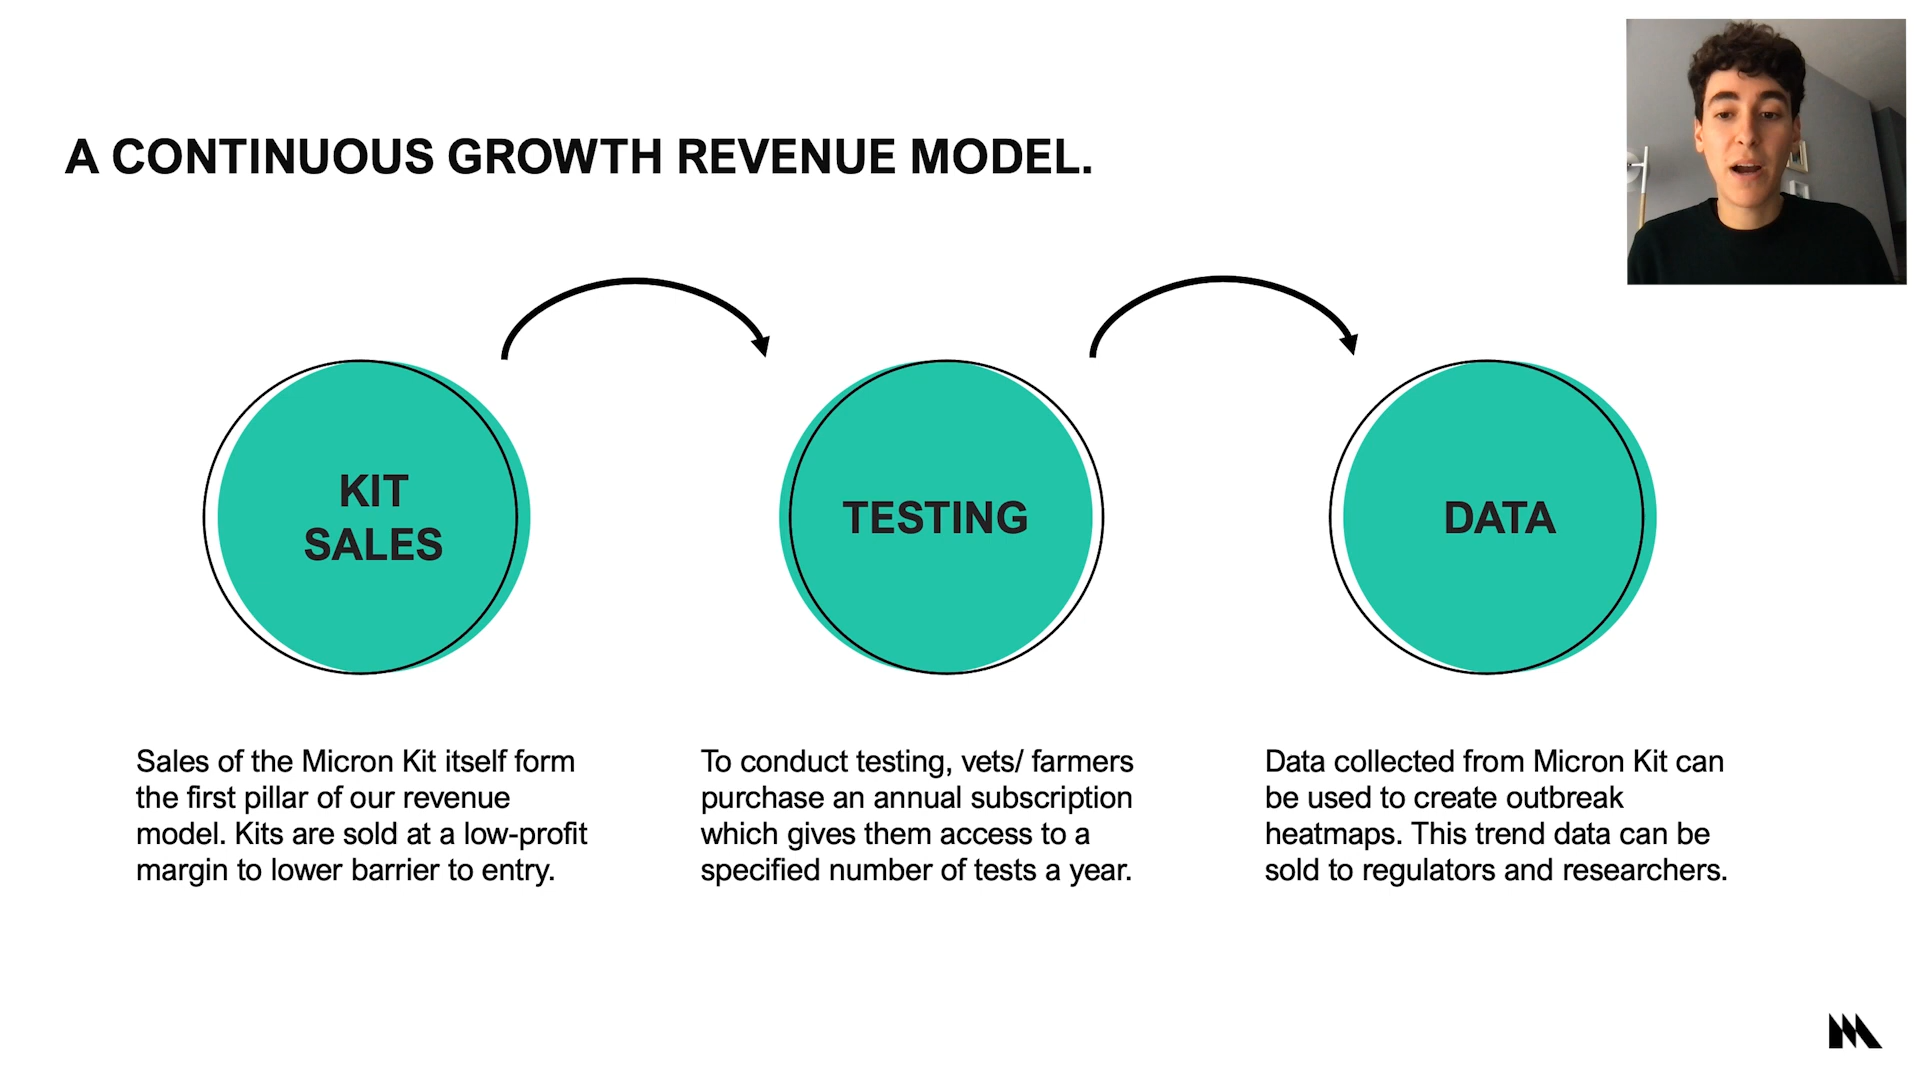 A CONTINUOUS GROWTH REVENUE MODEL.
KIT
SALES
TESTING
DATA
Sales of the Micron Kit itself form
the first pillar of our revenue
model. Kits are sold at a low-profit
margin to lower barrier to entry.
To conduct testing, vets/ farmers
purchase an annual subscription
which gives them access to a
specified number of tests a year.
Data collected from Micron Kit can
be used to create outbreak
heatmaps. This trend data can be
sold to regulators and researchers.